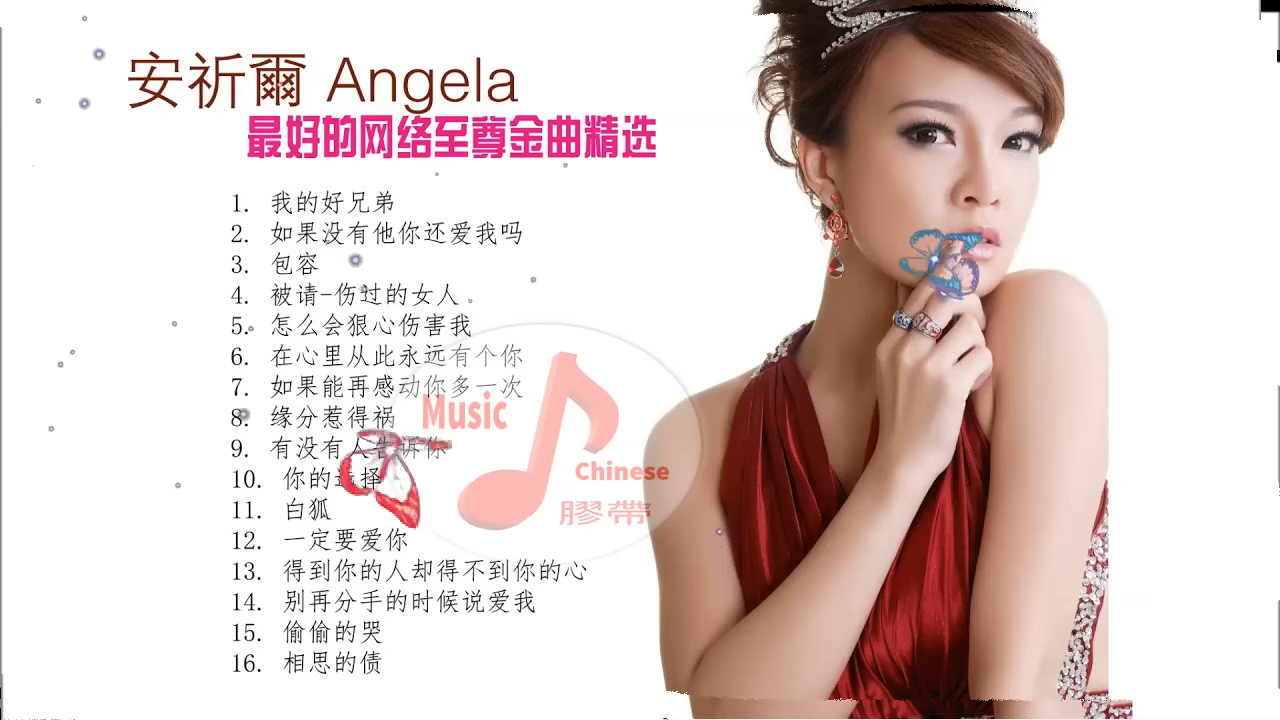 安祈爾 Angela
最好的网络至尊金曲精选
1. 我的好兄弟
2. 如果没有他你还爱我吗
3. 包容
4. 被请-伤过的女人
5. 怎么会狠心伤害我
6. 在心里从此永远有个你
7. 如果能再感动你多一次
8. 缘分惹得祸
9. 有没有人告诉你
10. 你的选择
11. 白狐
12. 一定要爱你
13. 得到你的人却得不到你的心
14. 别再分手的时候说爱我
15. 偷偷的哭
16. 相思的债
Music
Chinese
膠帶